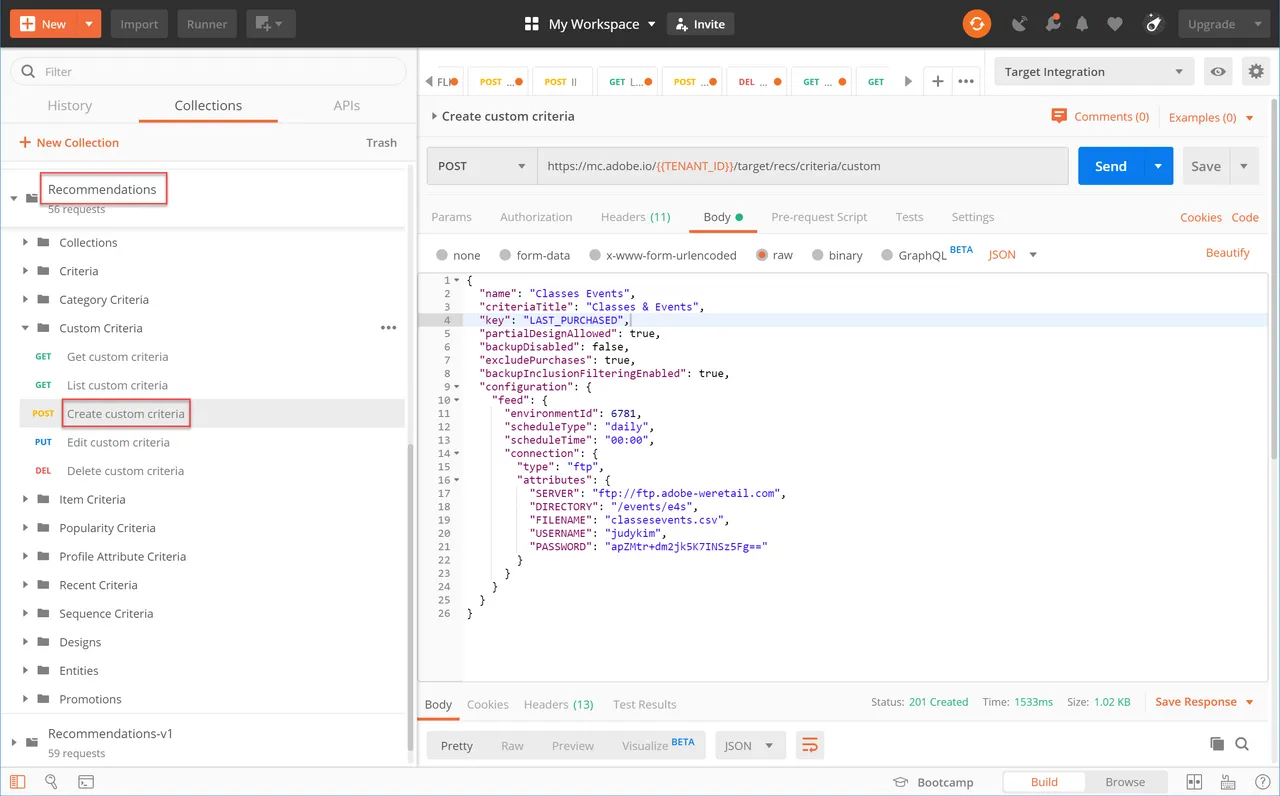 New
Import
Runner
My Workspace
Invite
Upgrade
Filter
History
Collections
APIs
+ New Collection
Trash
Recommendations
56 requests
Collections
Criteria
Category Criteria
Custom Criteria
GET Get custom criteria
GET List custom criteria
POST Create custom criteria
PUT Edit custom criteria
DEL Delete custom criteria
Item Criteria
Popularity Criteria
Profile Attribute Criteria
Recent Criteria
Sequence Criteria
Designs
Entities
Promotions
Recommendations-v1
59 requests
POST ...
POST ||
GET L...
POST ...
DEL ...
GET ...
GET
+
•••
Target Integration
Create custom criteria
Comments (0)
Examples (0)
POST
https://mc.adobe.io/{{TENANT_ID}}/target/recs/criteria/custom
Send
Save
Params
Authorization
Headers (11)
Body
Pre-request Script
Tests
Settings
Cookies
Code
none
form-data
x-www-form-urlencoded
raw
binary
GraphQL BETA
JSON
Beautify
1 {
2 "name": "Classes Events",
3 "criteriaTitle": "Classes & Events",
4 "key": "LAST_PURCHASED",
5 "partialDesignAllowed": true,
6 "backupDisabled": false,
7 "excludePurchases": true,
8 "backupInclusionFilteringEnabled": true,
9 "configuration": {
10 "feed": {
11 "environmentId": 6781,
12 "scheduleType": "daily",
13 "scheduleTime": "00:00",
14 "connection": {
15 "type": "ftp",
16 "attributes": {
17 "SERVER": "ftp://ftp.adobe-weretail.com",
18 "DIRECTORY": "/events/e4s",
19 "FILENAME": "classesevents.csv",
20 "USERNAME": "judykim",
21 "PASSWORD": "apZMtr+dm2jk5K7INSz5Fg=="
22 }
23 }
24 }
25 }
26 }
Body
Cookies
Headers (13)
Test Results
Status: 201 Created
Time: 1533ms
Size: 1.02 KB
Save Response
Pretty
Raw
Preview
Visualize BETA
JSON
Bootcamp
Build
Browse